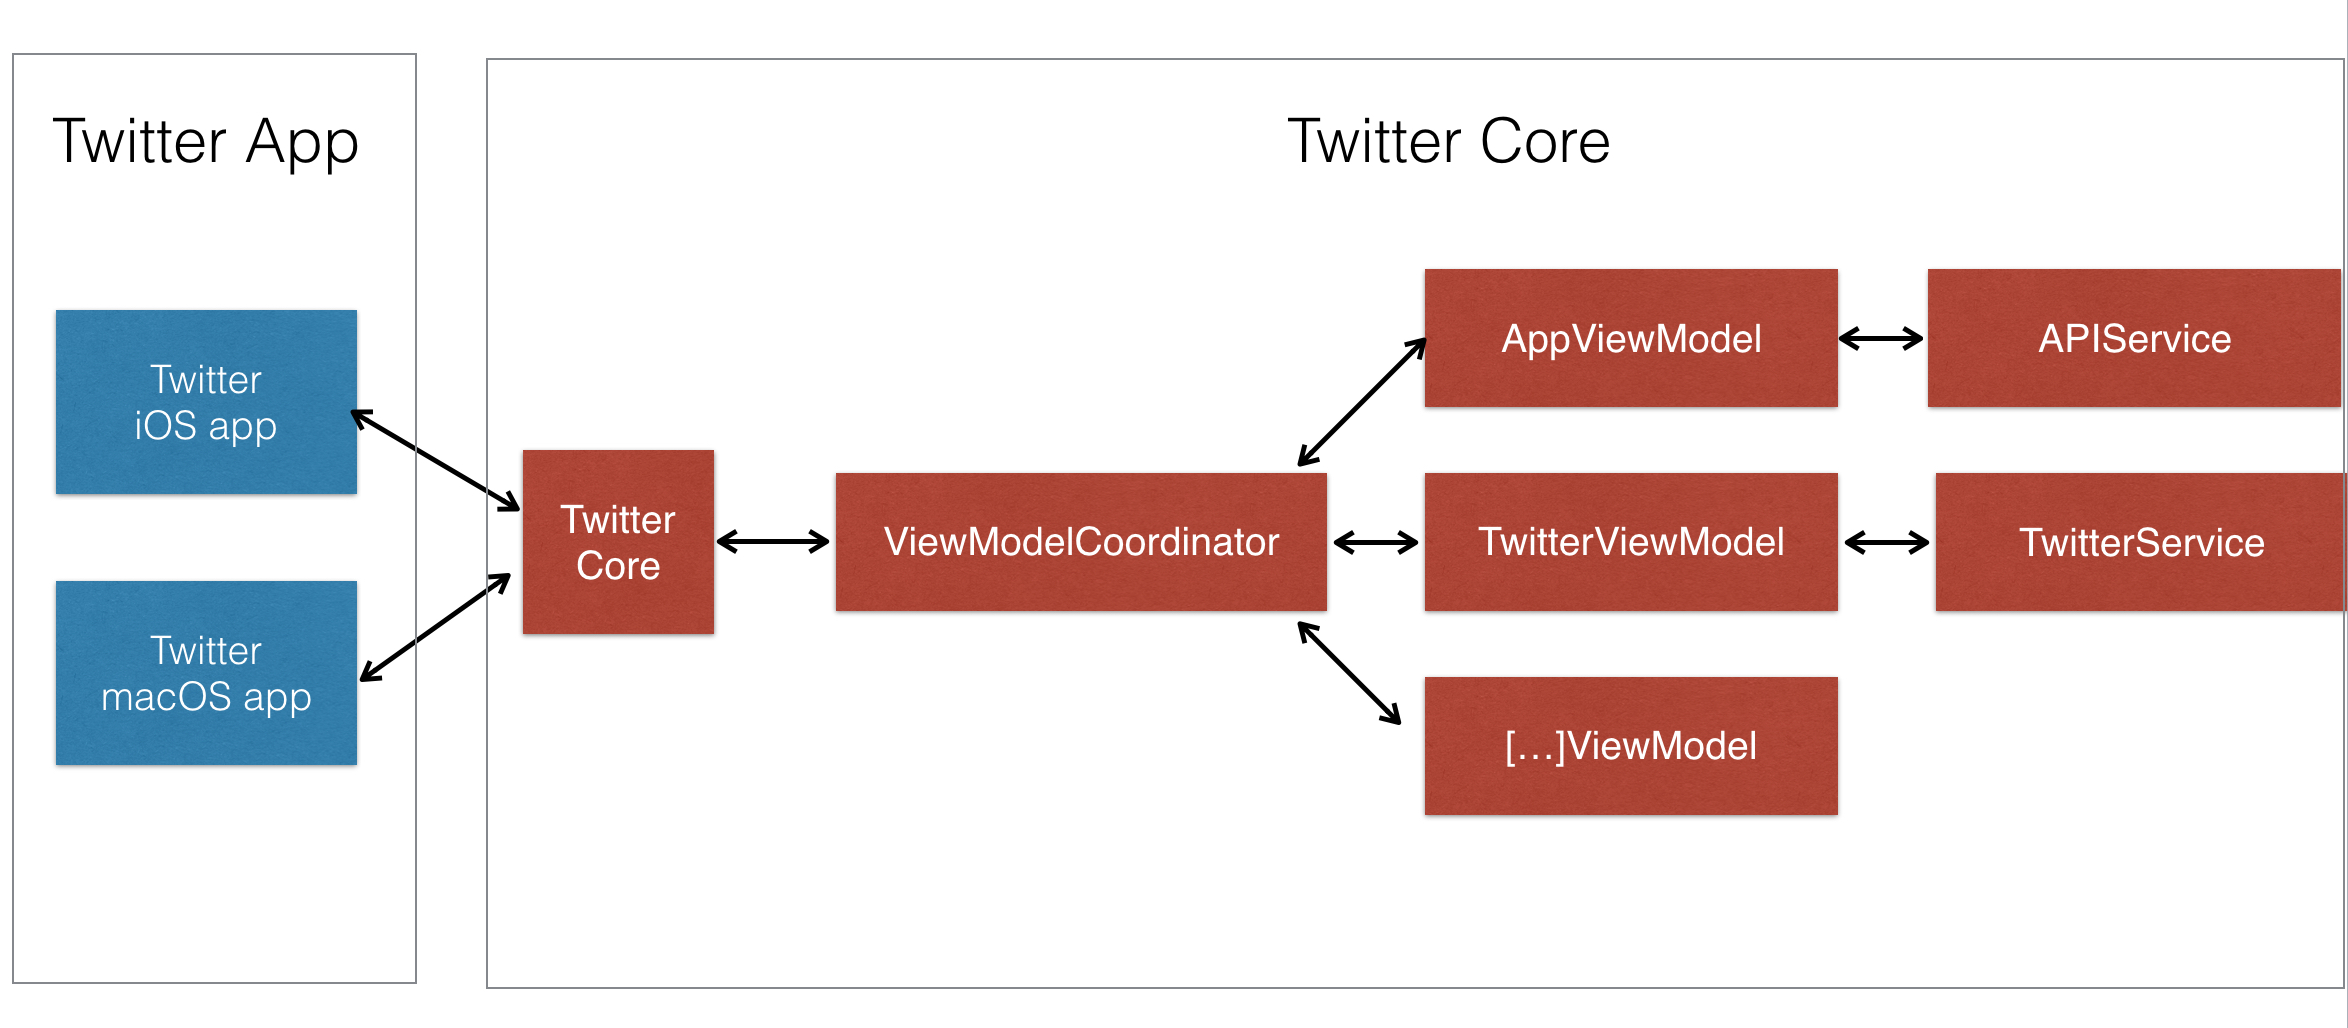 Twitter App
Twitter Core
Twitter
iOS app
Twitter
macOS app
Twitter
Core
ViewModelCoordinator
AppViewModel
APIService
TwitterViewModel
TwitterService
[...]ViewModel